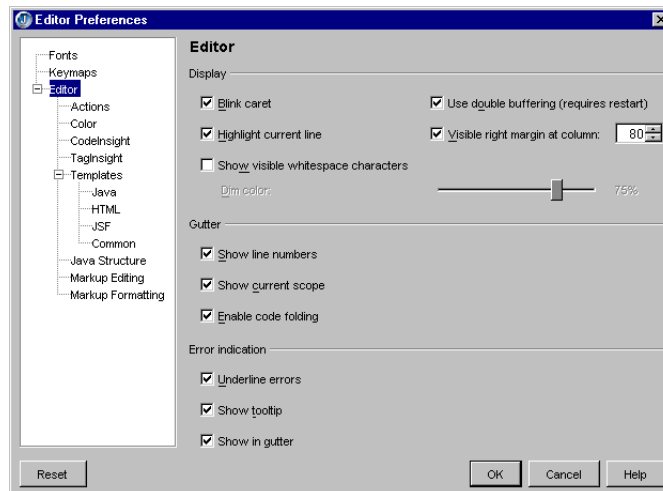 Editor Preferences
Fonts
Keymaps
Editor
Actions
Color
CodeInsight
TagInsight
Templates
Java
HTML
JSF
Common
Java Structure
Markup Editing
Markup Formatting
Editor
Display
Blink caret
Use double buffering (requires restart)
Highlight current line
Visible right margin at column: 80
Show visible whitespace characters
Dim color: 75%
Gutter
Show line numbers
Show current scope
Enable code folding
Error indication
Underline errors
Show tooltip
Show in gutter
Reset
OK
Cancel
Help